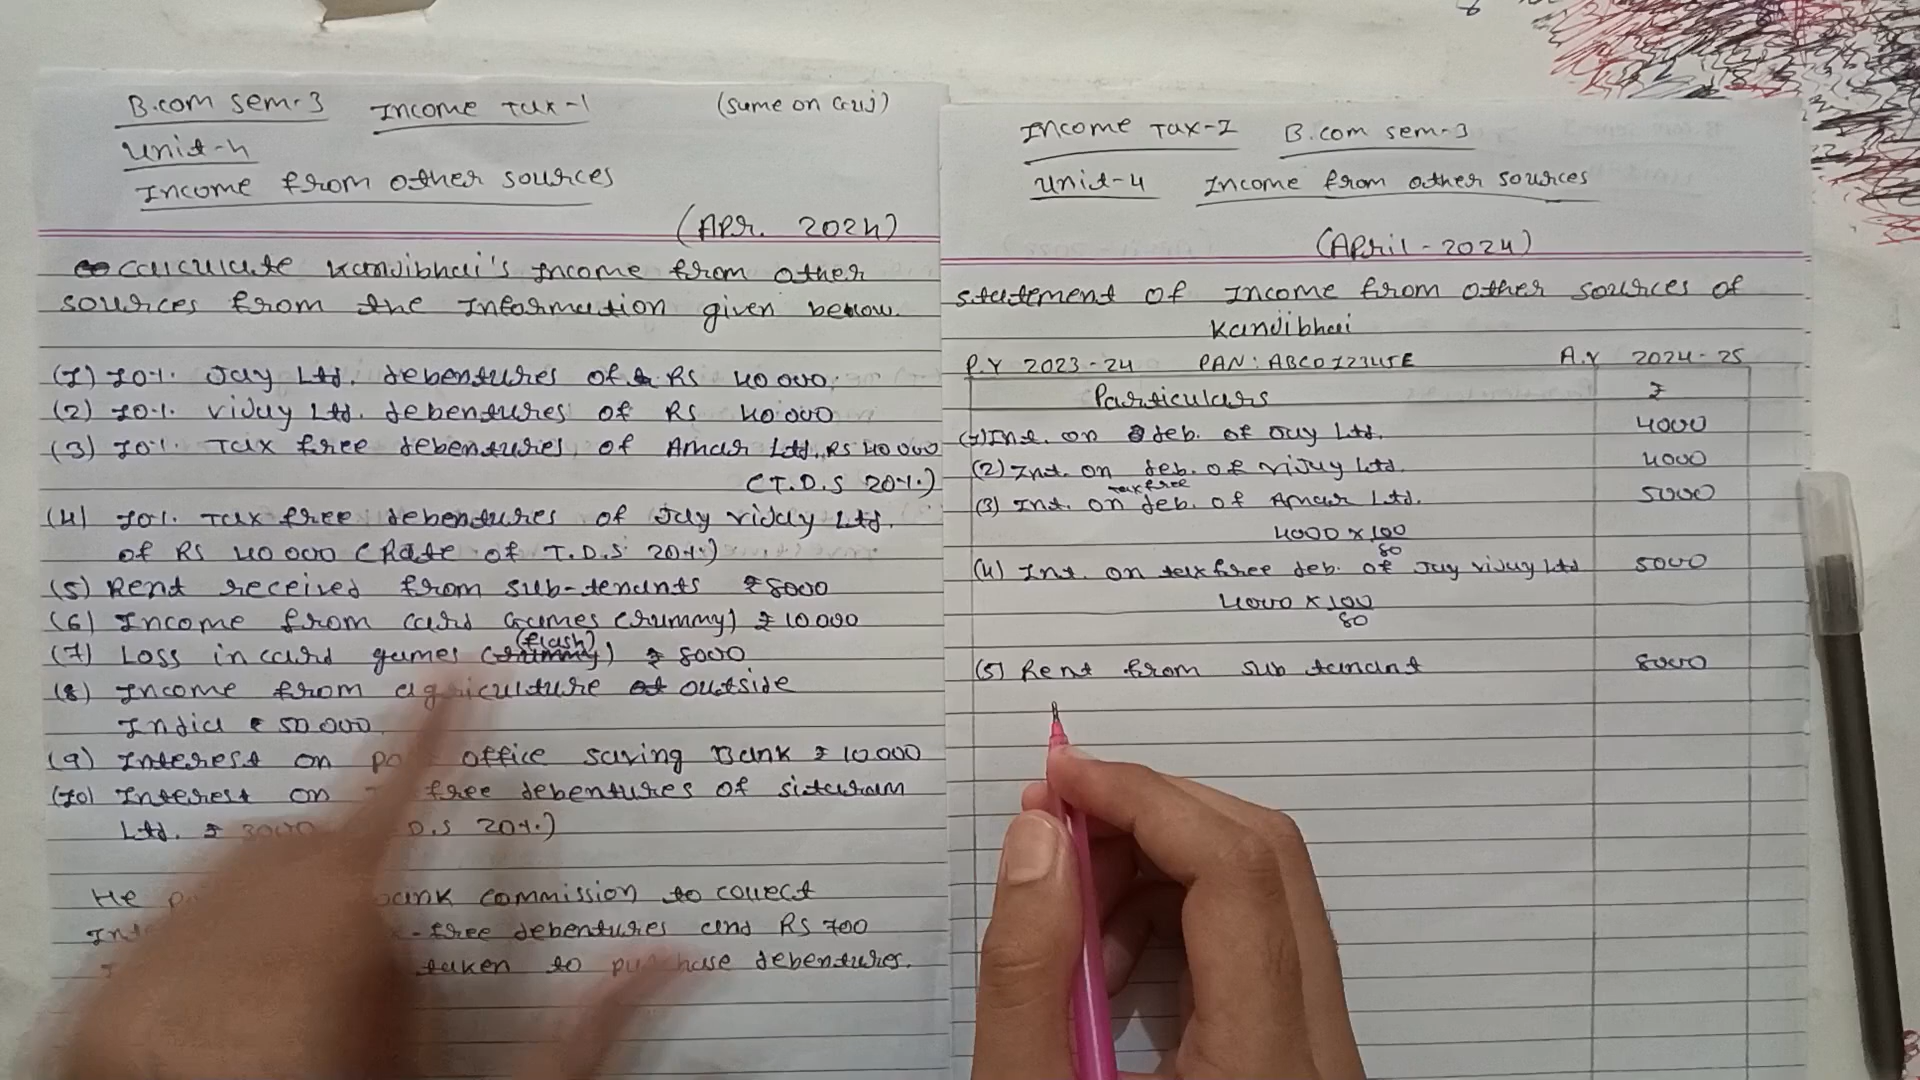 B.com sem-3 Income Tax-1 (same on Guj)
Unit-4
Income from other sources
(Apr. 2024)
calculate kanjibhai's Income from other
sources from the Information given below.
(1) 10%. Jay Ltd. debentures of Rs 40000.
(2) 10%. vijay Ltd. debentures of Rs 40000
(3) 10%. Tax free debentures, of Amar Ltd. Rs 40000
(T.D.S 20%.)
(4) 10%. Tax free debentures of Jay vijay Ltd.
of Rs 40000 (Rate of T.D.S 20%.)
(5) Rent received from sub-tenants ₹8000
(6) Income from card Games (rummy) ₹10000
(flash)
(7) Loss in card games (rummy) ₹8000
(8) Income from agriculture outside
India ₹50.000.
(9) Interest on office saving Bank ₹10000
(10) Interest on free debentures of sitaram
Ltd. ₹ D.S 20%.)
He bank commission to collect
-free debentures and Rs 700
taken to purchase debentures.
Income Tax-I B.com sem-3
Unit-4 Income from other sources
(April-2024)
statement of Income from other sources of
kanjibhai
P.Y 2023-24 PAN: ABCD12345E A.Y 2024-25
Particulars ₹
(1) Int. on deb. of Jay Ltd. 4000
(2) Int. on deb. of vijay Ltd. 4000
tax free
(3) Int. on deb. of Amar Ltd. 5000
4000 x 100
80
(4) Int. on tax free deb. of Jay vijay Ltd 5000
4000 x 100
80
(5) Rent from sub tanant 8000